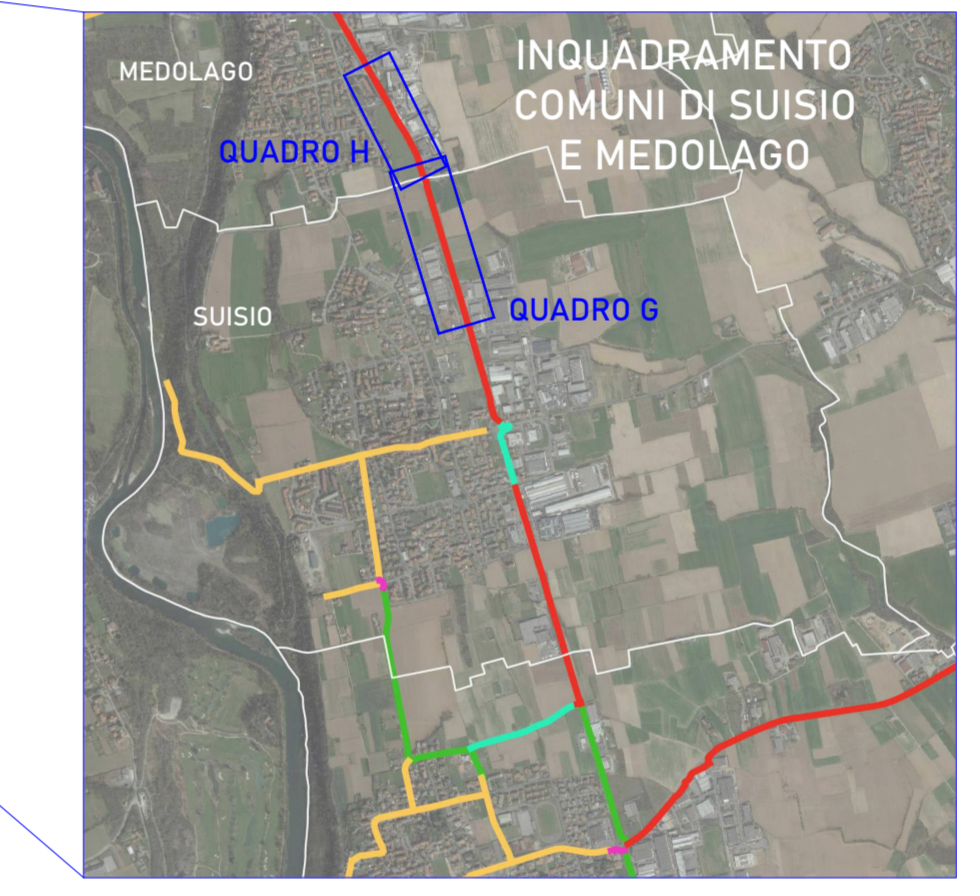 MEDOLAGO
INQUADRAMENTO
COMUNI DI SUISIO
E MEDOLAGO
QUADRO H
SUISIO
QUADRO G